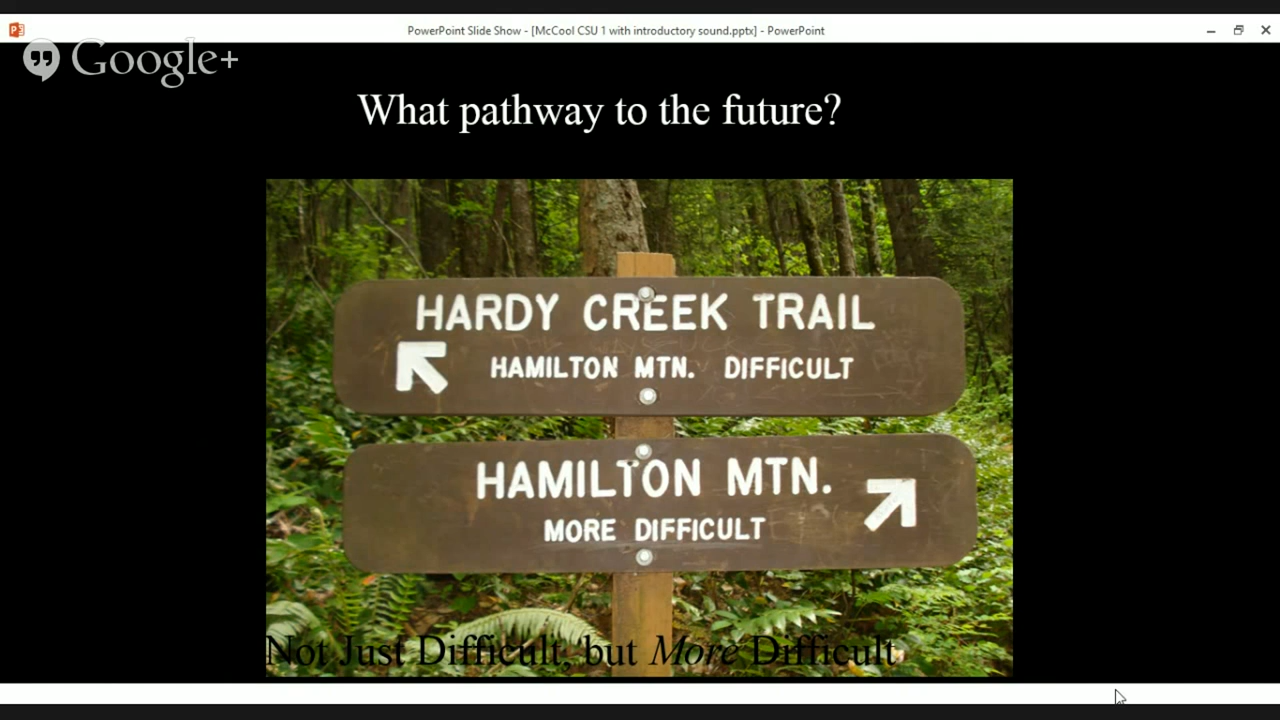 PowerPoint Slide Show - [McCool CSU 1 with introductory sound.pptx] - PowerPoint
Google+
What pathway to the future?
HARDY CREEK TRAIL
HAMILTON MTN. DIFFICULT
HAMILTON MTN.
MORE DIFFICULT
Not Just Difficult, but More Difficult